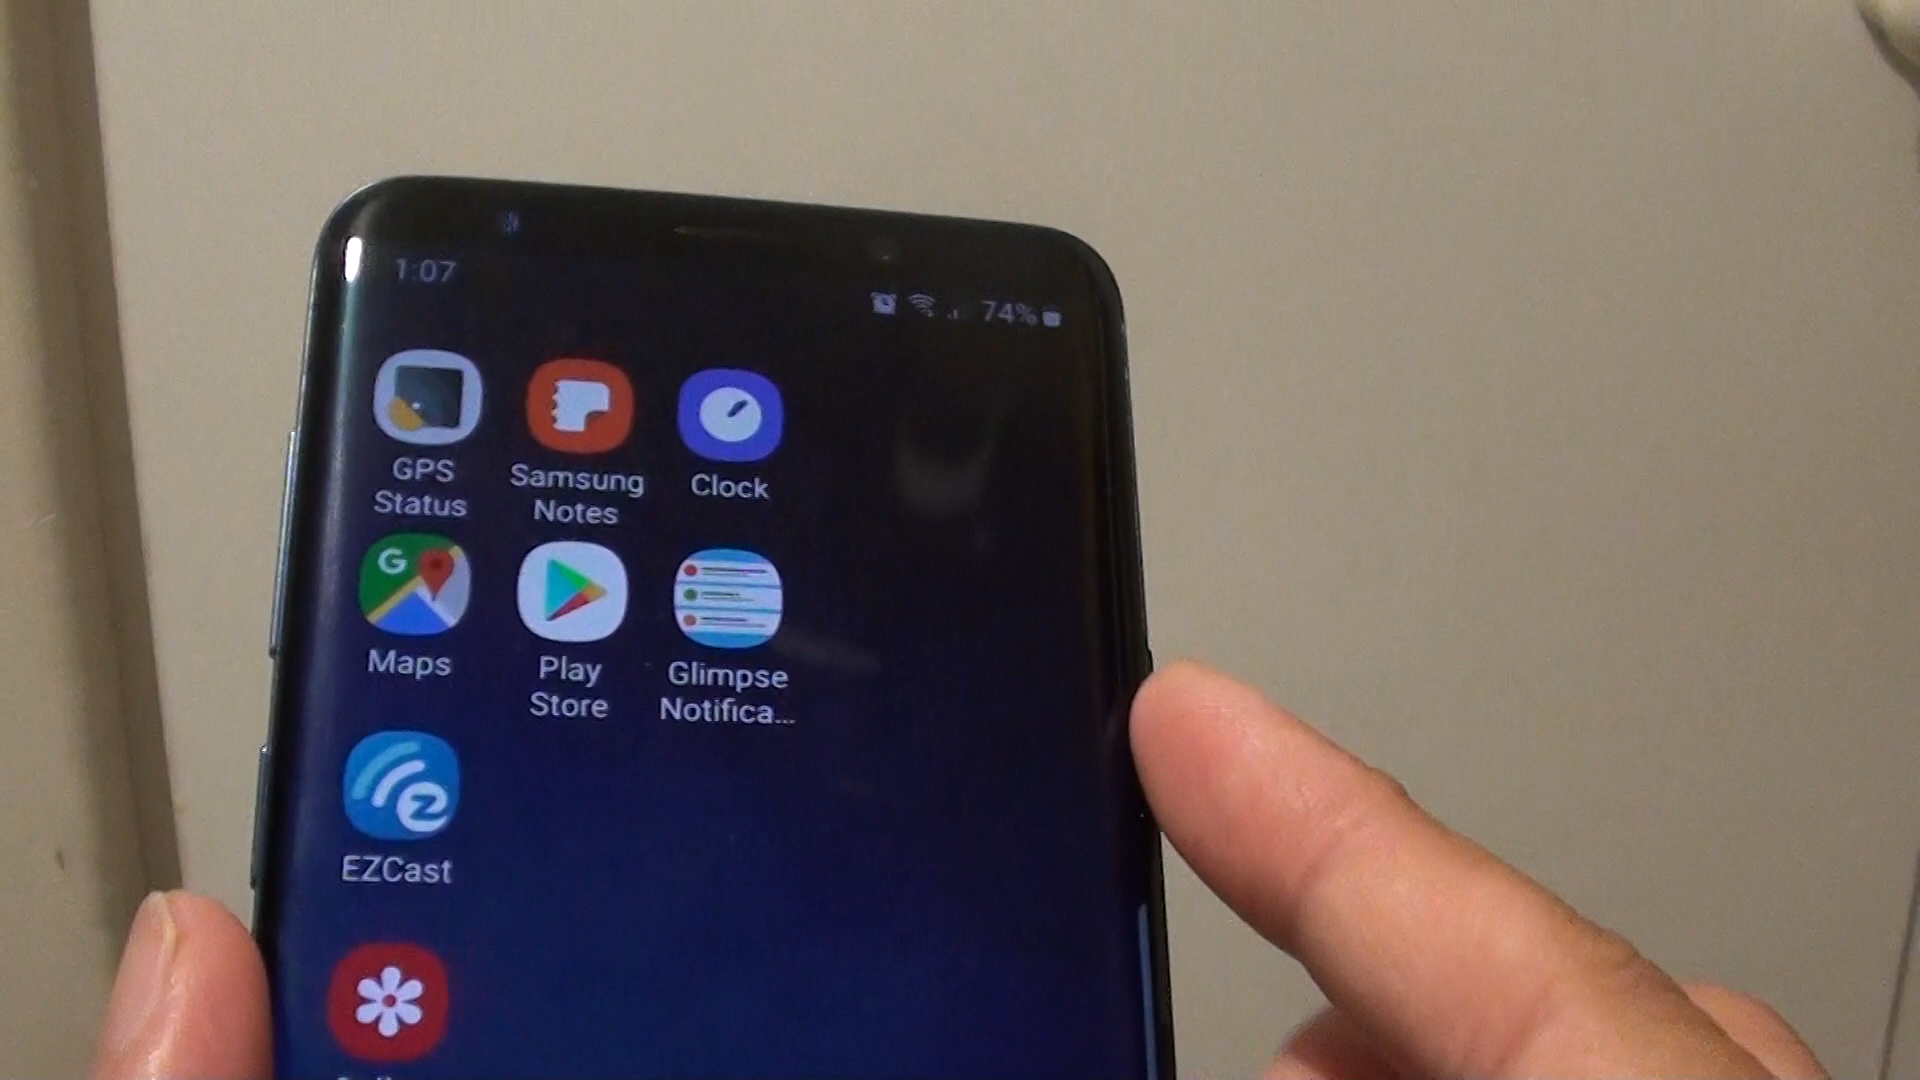 1:07
74%
GPS
Status
Samsung
Notes
Clock
G
Maps
Play
Store
Glimpse
Notifica...
EZCast